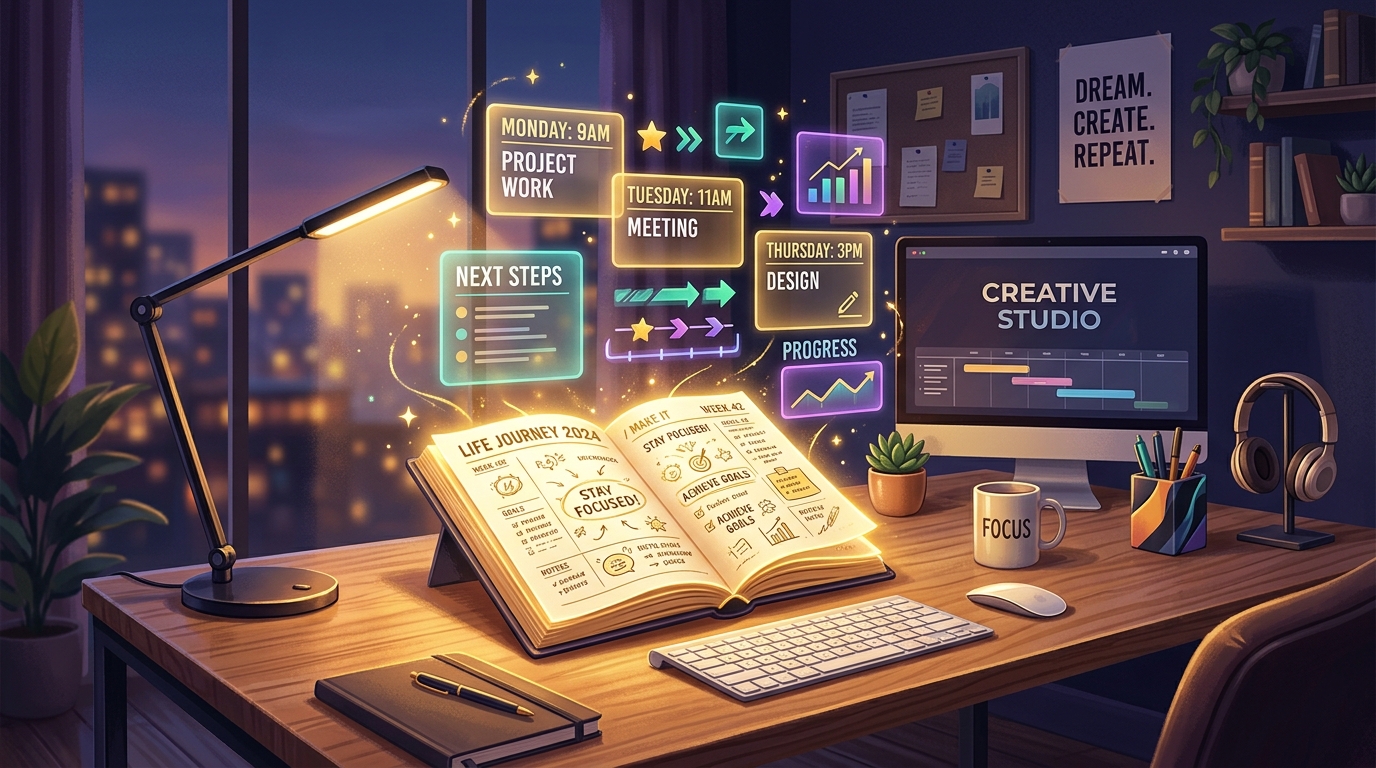 MONDAY: 9AM
PROJECT
WORK
TUESDAY: 11AM
MEETING
THURSDAY: 3PM
DESIGN
NEXT STEPS
PROGRESS
DREAM.
CREATE.
REPEAT.
CREATIVE
STUDIO
LIFE JOURNEY 2024
GOALS
STAY
FOCUSED!
NOTES
MAKE IT
WEEK 42
STAY FOCUSED!
ACHIEVE GOALS
ACHIEVE
GOALS
FOCUS